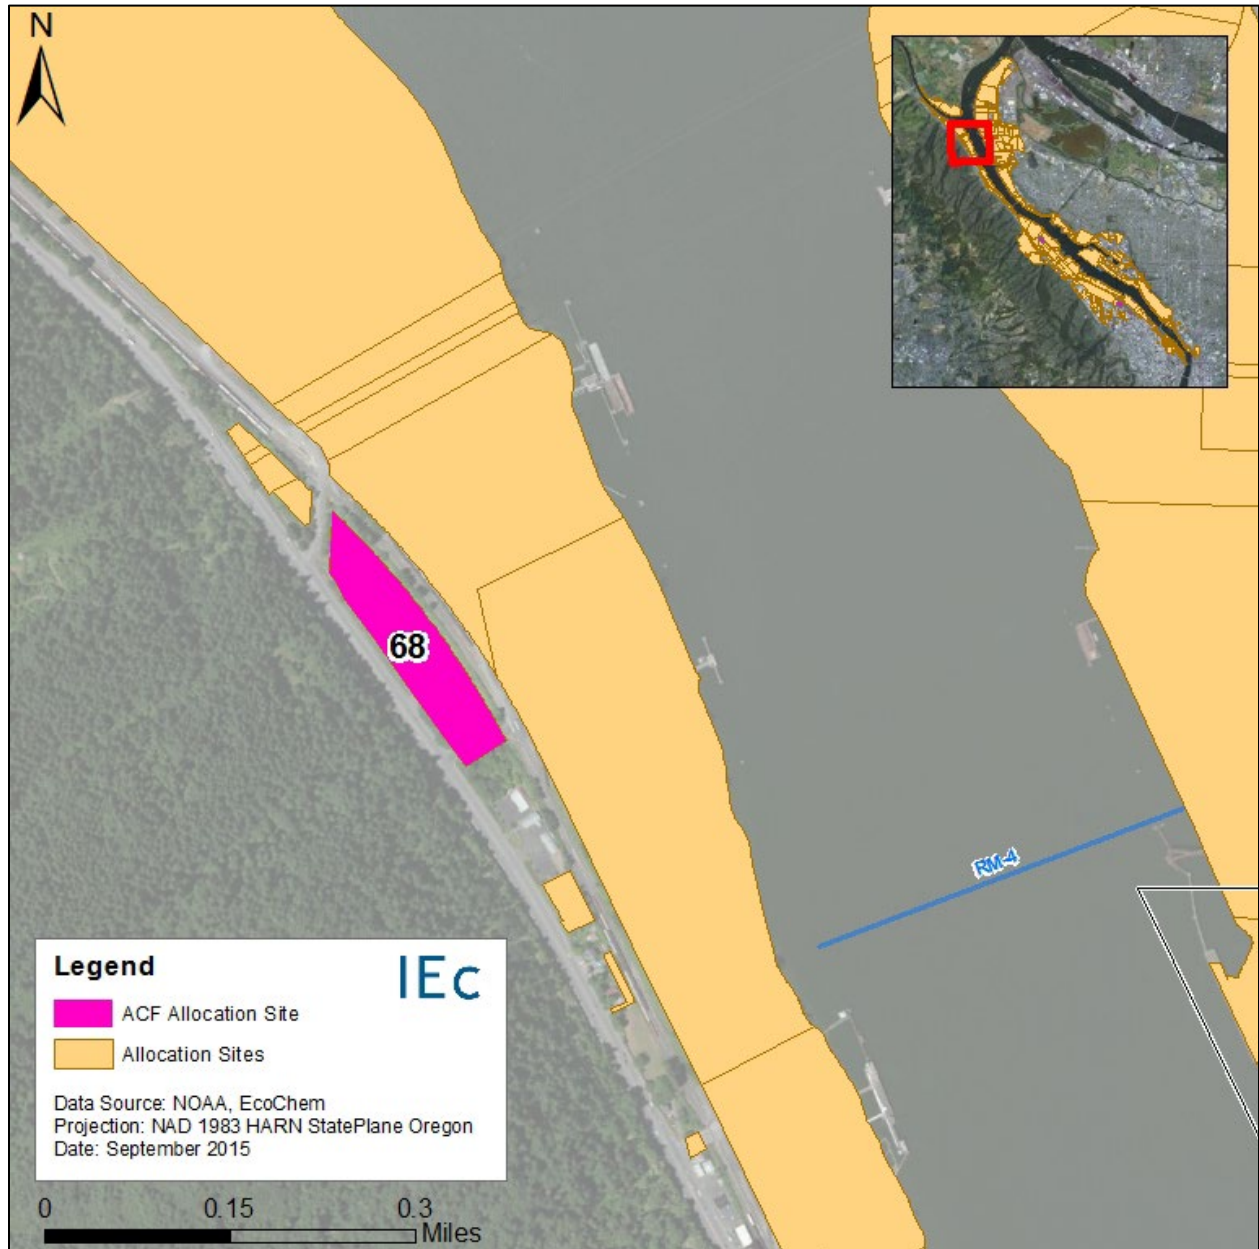 N
68
RM-4
Legend
IEc
ACF Allocation Site
Allocation Sites
Data Source: NOAA, EcoChem
Projection: NAD 1983 HARN StatePlane Oregon
Date: September 2015
0 0.15 0.3
Miles